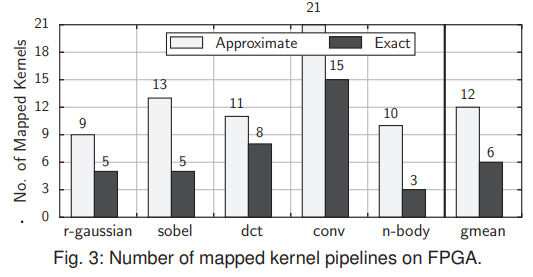 21
No. of Mapped Kernels
21
18
15
12
9
6
3
0
Approximate
Exact
9
5
13
5
11
8
15
10
3
12
6
r-gaussian
sobel
dct
conv
n-body
gmean
Fig. 3: Number of mapped kernel pipelines on FPGA.